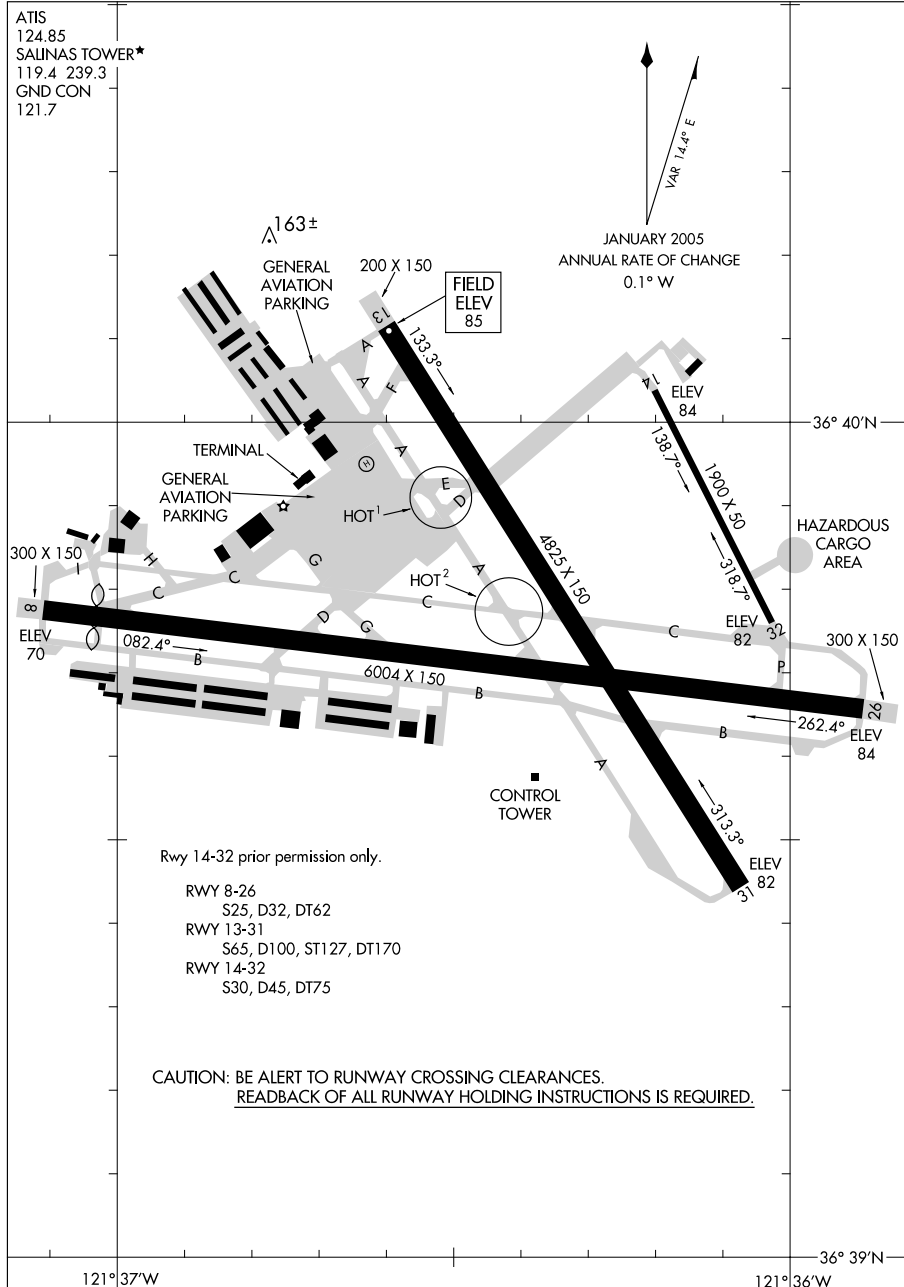 ATIS
124.85
SALINAS TOWER★
119.4 239.3
GND CON
121.7
VAR 14.4° E
JANUARY 2005
ANNUAL RATE OF CHANGE
0.1° W
163±
GENERAL
AVIATION
PARKING
200 X 150
FIELD
ELEV
85
13
133.3°
A
A
F
A
14
ELEV
84
36° 40'N
138.7°
1900 X 50
318.7°
TERMINAL
GENERAL
AVIATION
PARKING
H
E
D
HOT¹
HAZARDOUS
CARGO
AREA
300 X 150
H
C
C
G
HOT²
A
4825 X 150
C
C
D
G
8
ELEV
70
082.4°
B
6004 X 150
B
ELEV
82
32
P
300 X 150
26
262.4°
ELEV
84
B
A
CONTROL
TOWER
313.3°
ELEV
82
31
Rwy 14-32 prior permission only.
RWY 8-26
S25, D32, DT62
RWY 13-31
S65, D100, ST127, DT170
RWY 14-32
S30, D45, DT75
CAUTION: BE ALERT TO RUNWAY CROSSING CLEARANCES.
READBACK OF ALL RUNWAY HOLDING INSTRUCTIONS IS REQUIRED.
36° 39'N
121° 37'W
121° 36'W